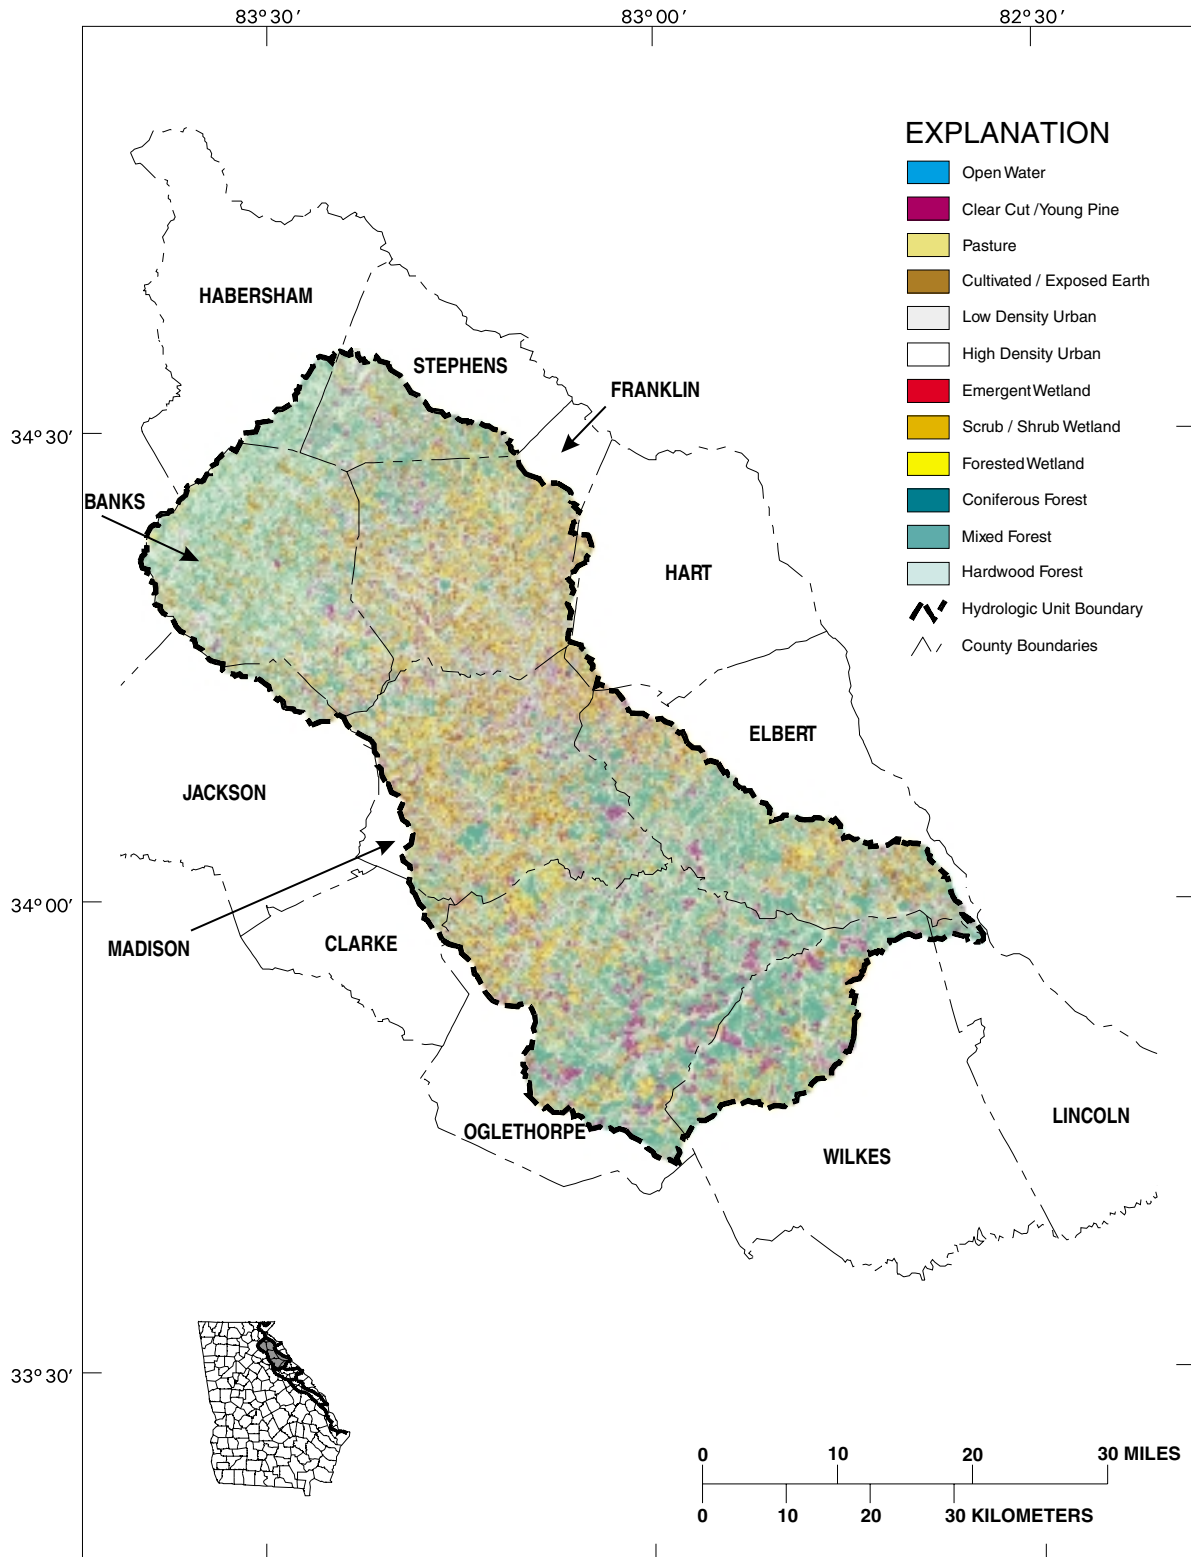 83°30′ 83°00′ 82°30′
EXPLANATION
Open Water
Clear Cut /Young Pine
Pasture
Cultivated / Exposed Earth
Low Density Urban
High Density Urban
Emergent Wetland
Scrub / Shrub Wetland
Forested Wetland
Coniferous Forest
Mixed Forest
Hardwood Forest
Hydrologic Unit Boundary
County Boundaries
HABERSHAM
STEPHENS
FRANKLIN
34°30′
BANKS
HART
ELBERT
JACKSON
34°00′
MADISON
CLARKE
OGLETHORPE
LINCOLN
WILKES
33°30′
0 10 20 30 MILES
0 10 20 30 KILOMETERS